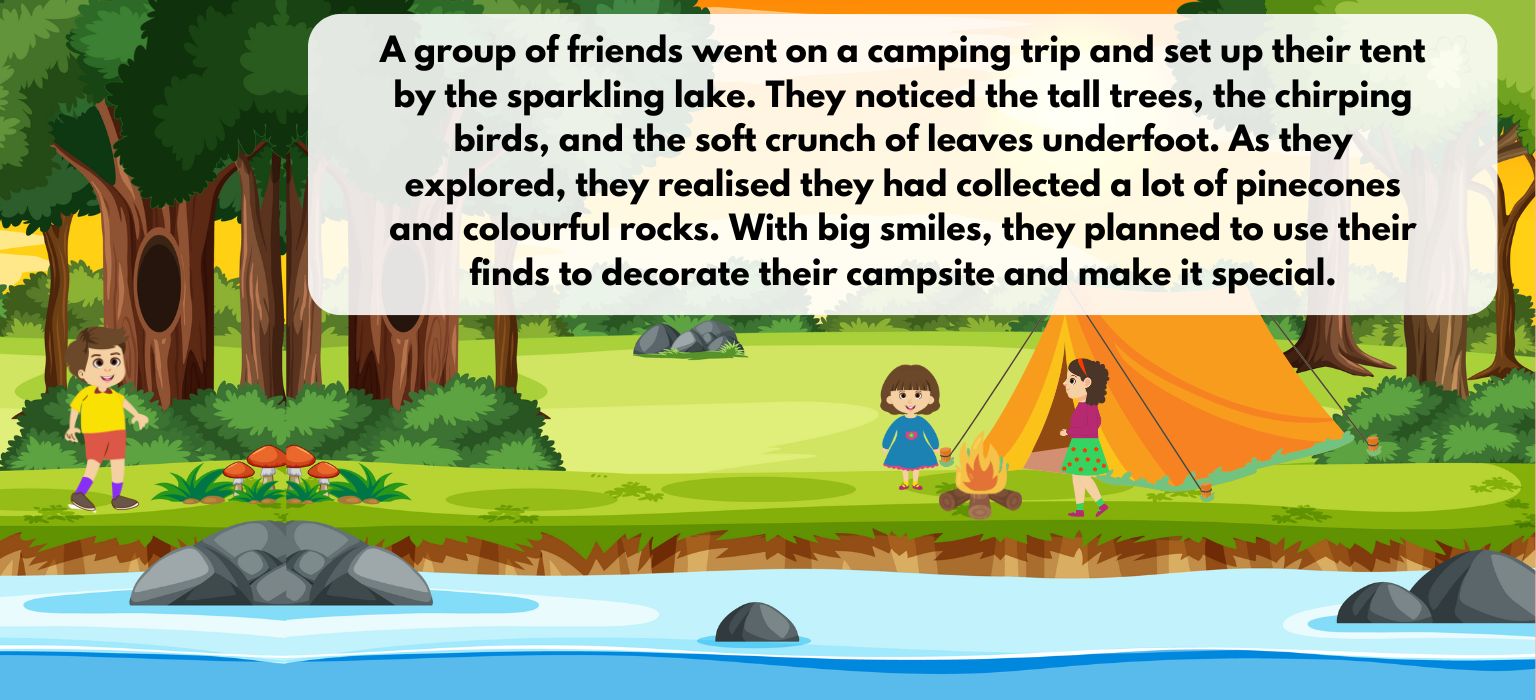 A group of friends went on a camping trip and set up their tent
by the sparkling lake. They noticed the tall trees, the chirping
birds, and the soft crunch of leaves underfoot. As they
explored, they realised they had collected a lot of pinecones
and colourful rocks. With big smiles, they planned to use their
finds to decorate their campsite and make it special.